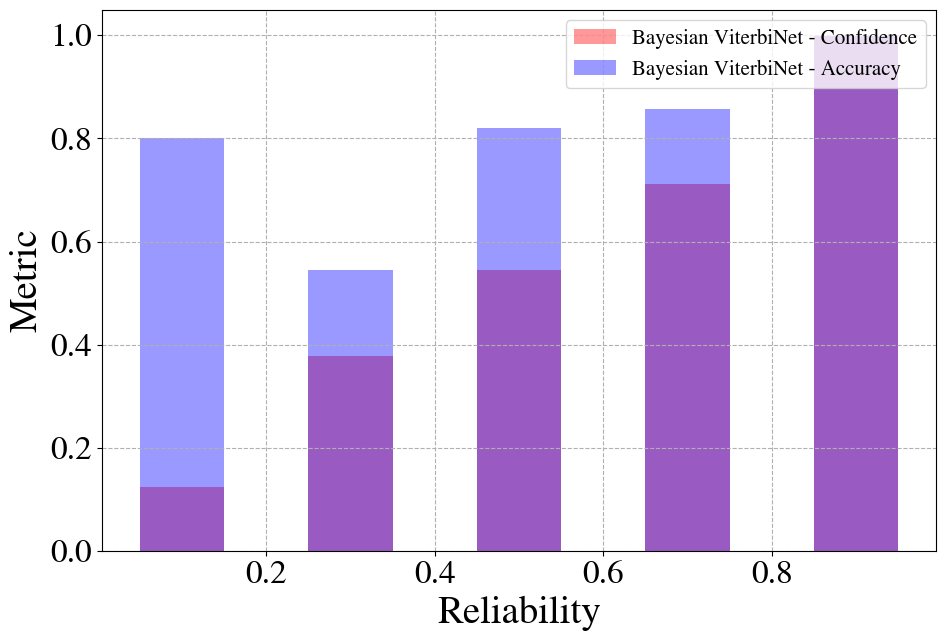 Bayesian ViterbiNet - Confidence
Bayesian ViterbiNet - Accuracy
1.0
0.8
0.6
0.4
0.2
0.0
Metric
0.2 0.4 0.6 0.8
Reliability